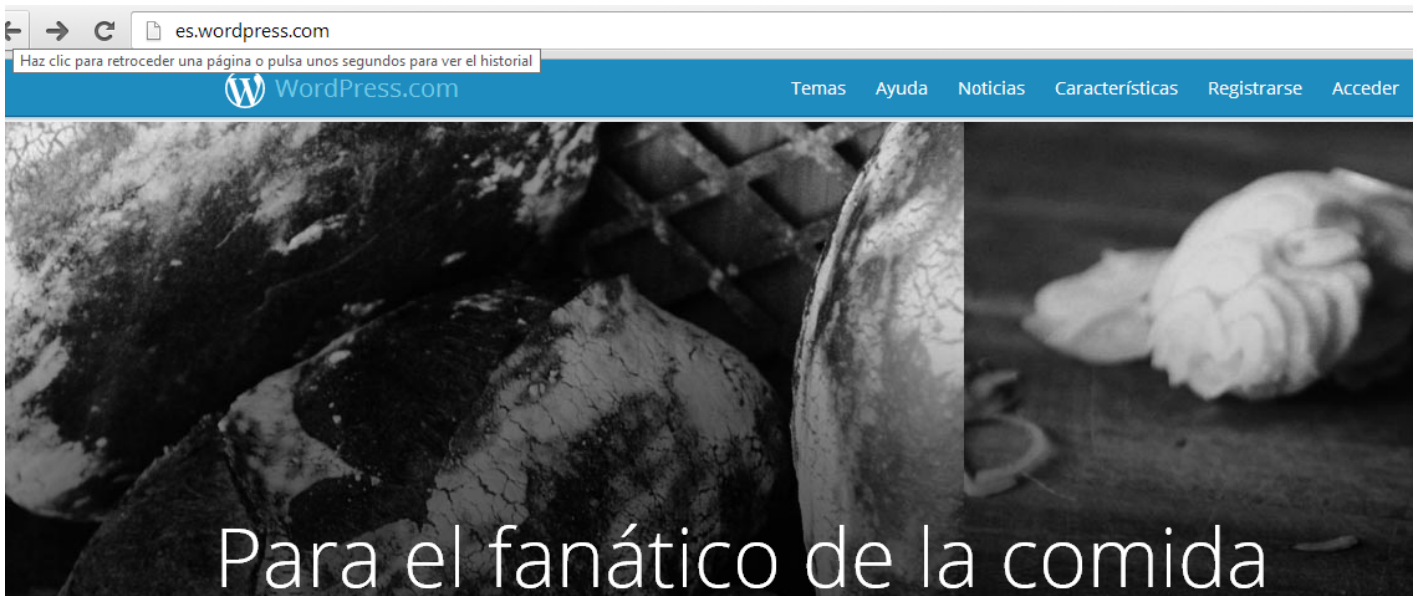 es.wordpress.com
Haz clic para retroceder una página o pulsa unos segundos para ver el historial
WordPress.com Temas Ayuda Noticias Características Registrarse Acceder
Para el fanático de la comida